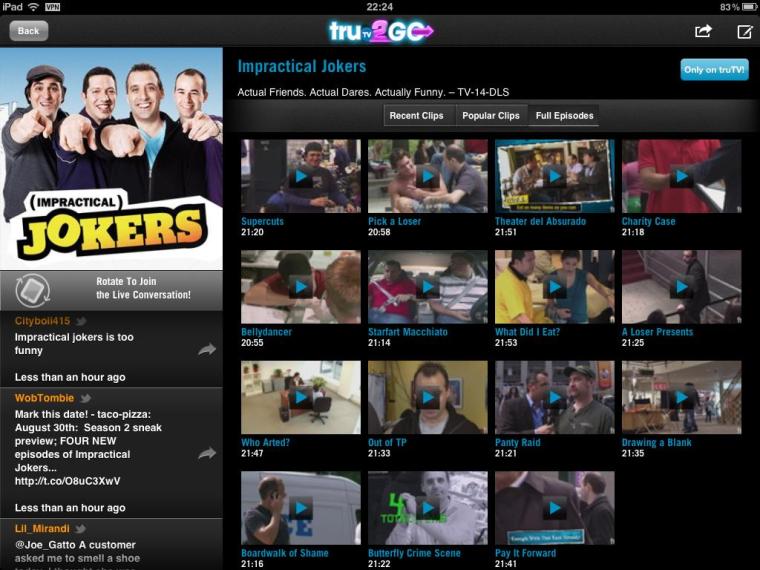 iPad VPN 22:24 83%
Back
truTV2GO
Impractical Jokers
Only on truTV!
Actual Friends. Actual Dares. Actually Funny. – TV-14-DLS
Recent Clips Popular Clips Full Episodes
(IMPRACTICAL)
JOKERS
Rotate To Join
the Live Conversation!
Cityboli415
Impractical jokers is too
funny
Less than an hour ago
WobTombie
Mark this date! - taco-pizza:
August 30th: Season 2 sneak
preview; FOUR NEW
episodes of Impractical
Jokers...
http://t.co/O8uC3XwV
Less than an hour ago
Lil_Mirandi
@Joe_Gatto A customer
asked me to smell a shoe
Supercuts
21:20
Pick a Loser
20:58
Theater del Absurado
21:51
Charity Case
21:18
Bellydancer
20:55
Starfart Macchiato
21:14
What Did I Eat?
21:53
A Loser Presents
21:25
Who Arted?
21:47
Out of TP
21:33
Panty Raid
21:21
Drawing a Blank
21:35
Boardwalk of Shame
21:16
Butterfly Crime Scene
21:22
Pay It Forward
21:41